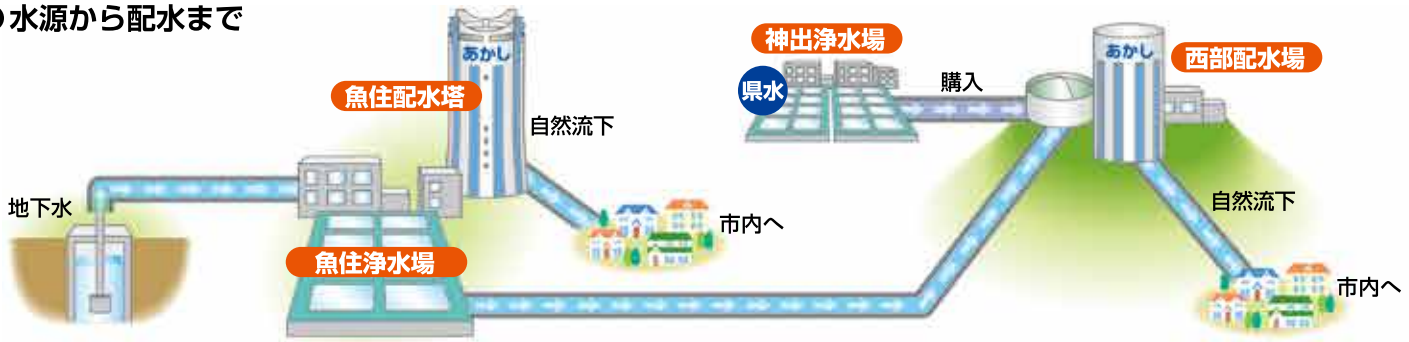 水源から配水まで
あかし
魚住配水塔
自然流下
地下水
魚住浄水場
市内へ
神出浄水場
県水
購入
あかし
西部配水場
自然流下
市内へ